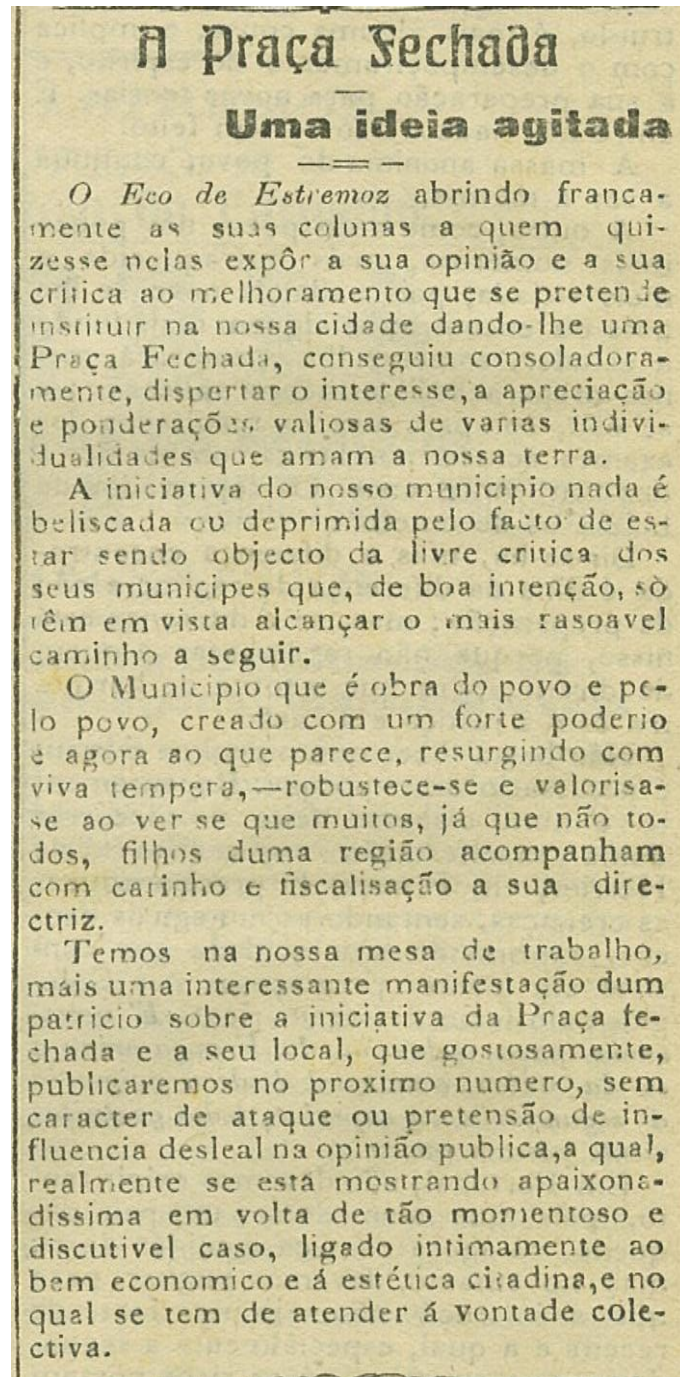 A Praça Fechada
Uma ideia agitada
O Eco de Estremoz abrindo franca-
mente as suas colunas a quem qui-
zesse nelas expôr a sua opinião e a sua
critica ao melhoramento que se pretende
instituir na nossa cidade dando-lhe uma
Praça Fechada, conseguiu consoladora-
mente, dispertar o interesse, a apreciação
e ponderações valiosas de varias indivi-
dualidades que amam a nossa terra.
A iniciativa do nosso municipio nada é
beliscada ou deprimida pelo facto de es-
tar sendo objecto da livre critica dos
seus municipes que, de boa intenção, só
têm em vista alcançar o mais rasoavel
caminho a seguir.
O Municipio que é obra do povo e pe-
lo povo, creado com um forte poderio
e agora ao que parece, resurgindo com
viva tempera,—robustece-se e valorisa-
se ao ver se que muitos, já que não to-
dos, filhos duma região acompanham
com carinho e fiscalisação a sua dire-
ctriz.
Temos na nossa mesa de trabalho,
mais uma interessante manifestação dum
patricio sobre a iniciativa da Praça fe-
chada e a seu local, que gostosamente,
publicaremos no proximo numero, sem
caracter de ataque ou pretensão de in-
fluencia desleal na opinião publica,a qual,
realmente se está mostrando apaixona-
dissima em volta de tão momentoso e
discutivel caso, ligado intimamente ao
bem economico e á estética citadina,e no
qual se tem de atender á vontade cole-
ctiva.